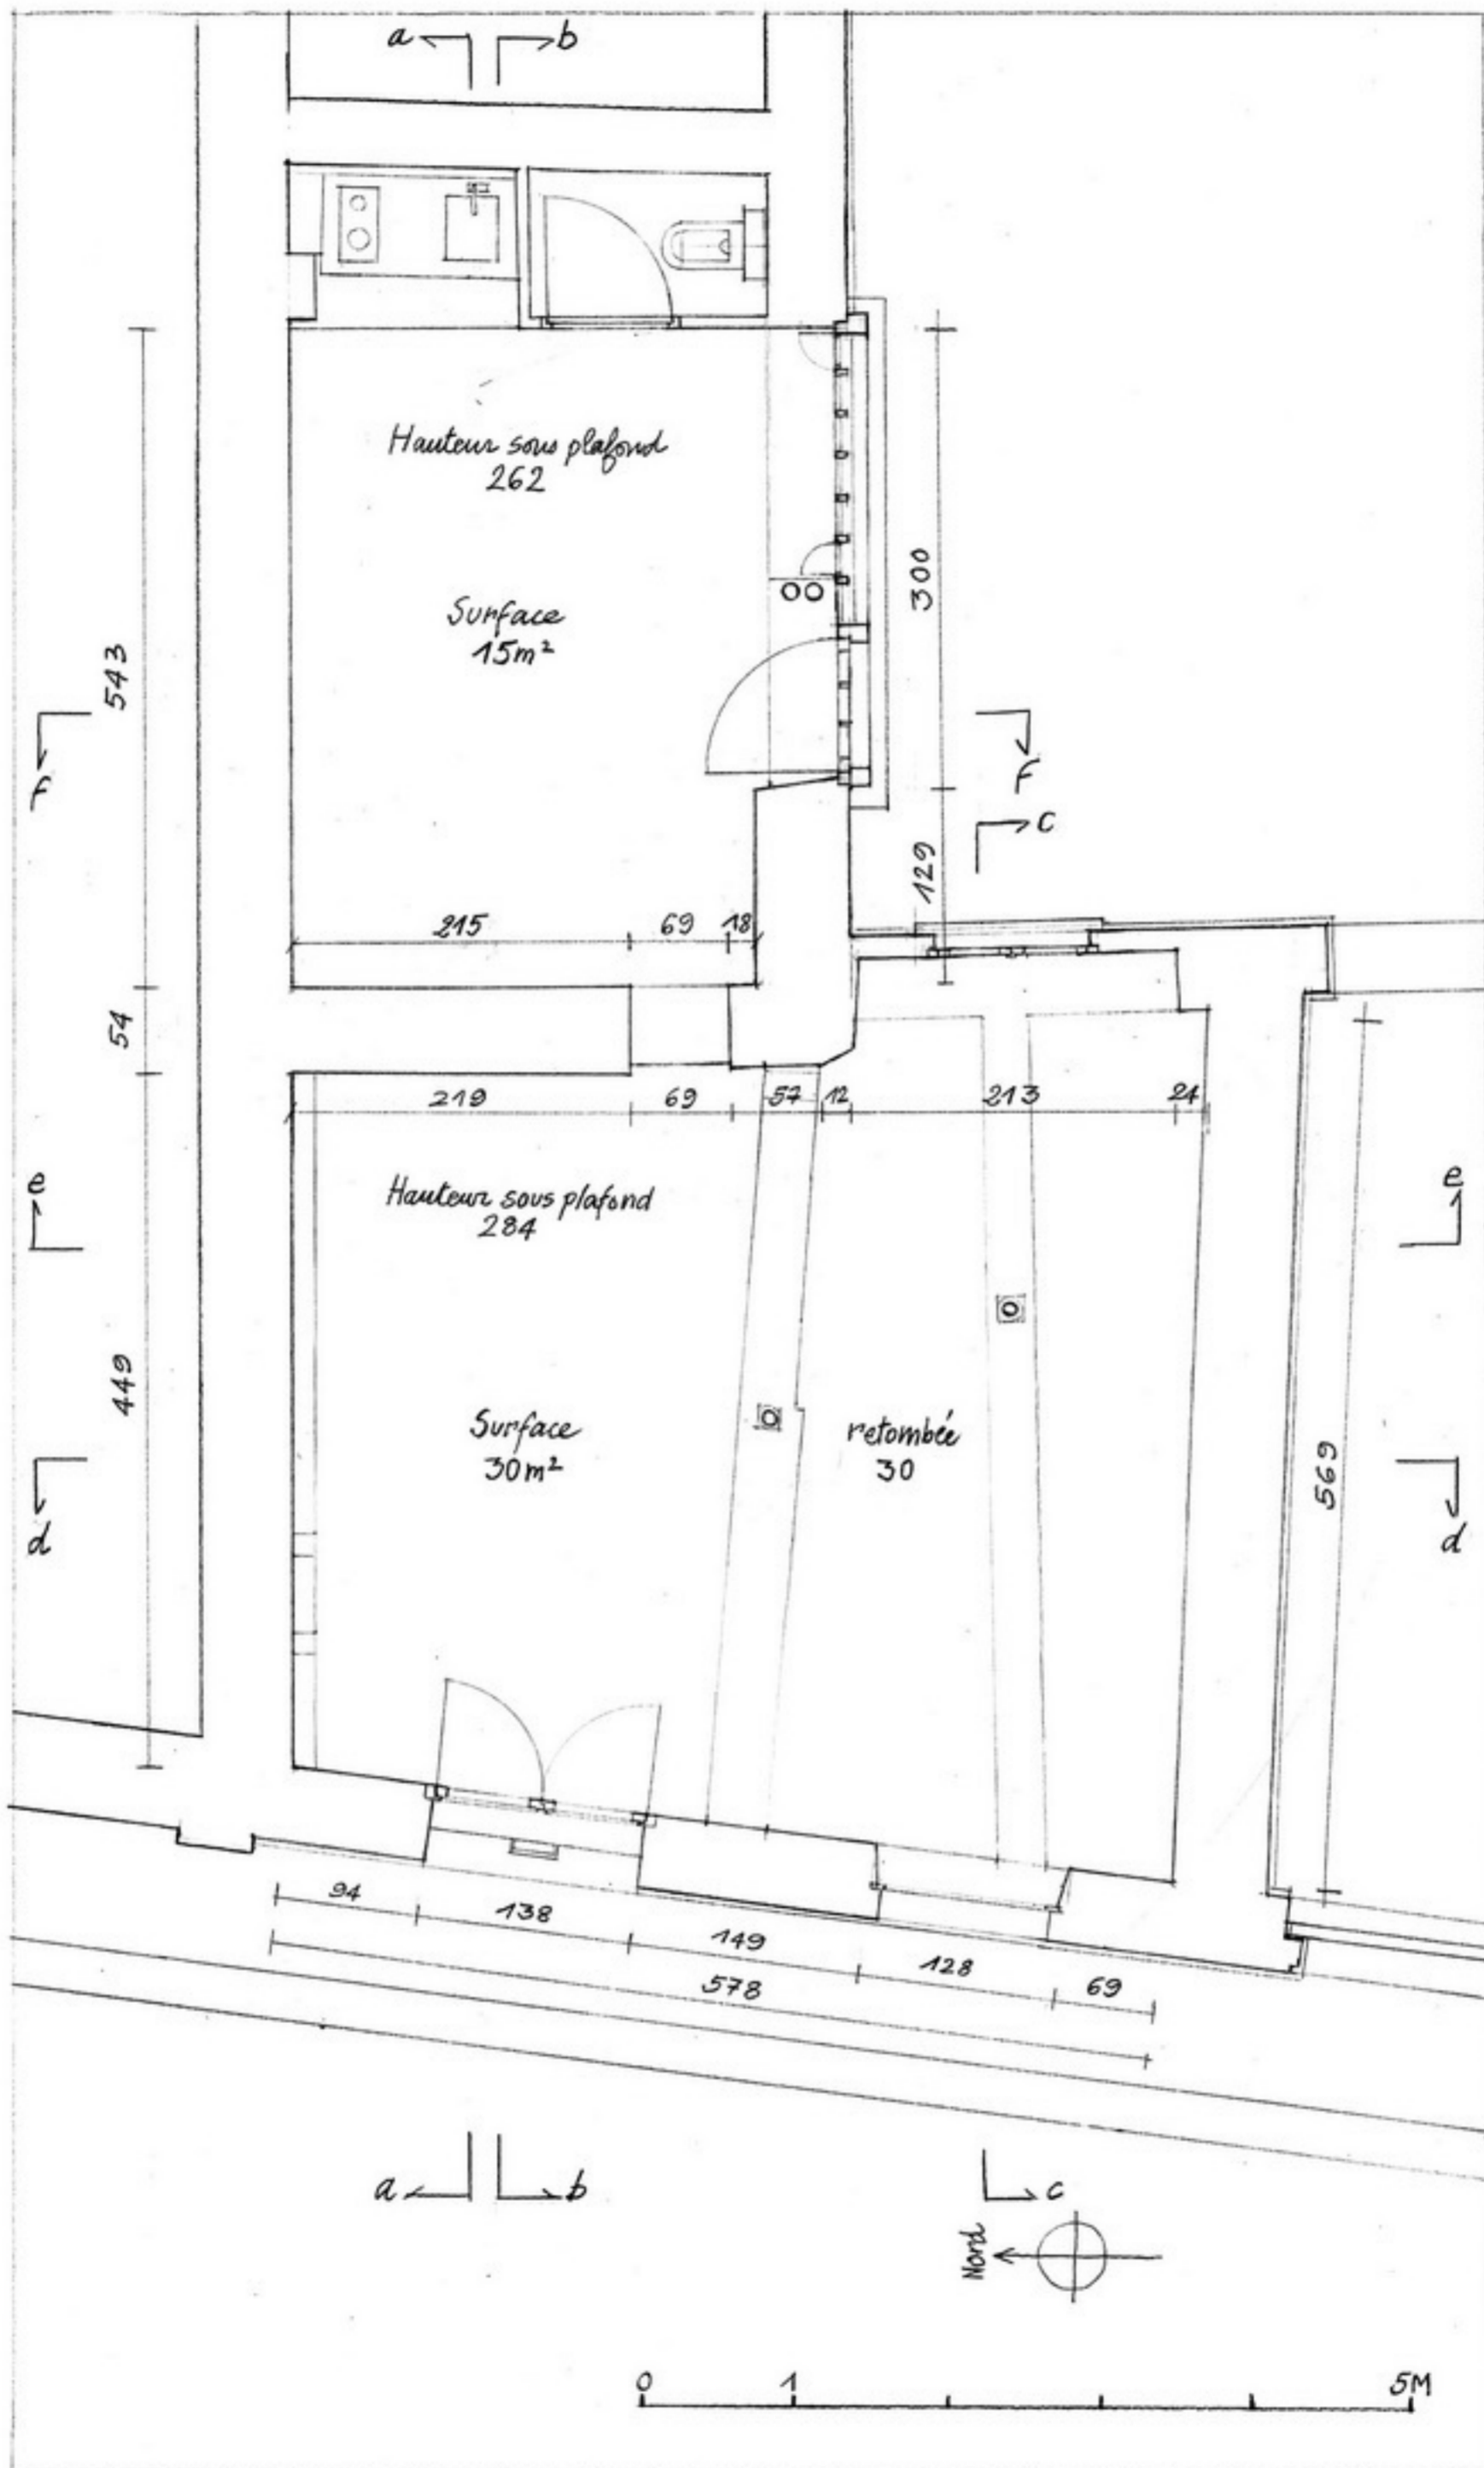 a b
Hauteur sous plafond
262
Surface
15m²
543
300
F F
c
129
215 69 18
54
219 69 57 12 213 24
e e
Hauteur sous plafond
284
449
Surface
30m²
retombée
30
569
d d
94 138 149 128 69
578
a b c
Nord
0 1 5M